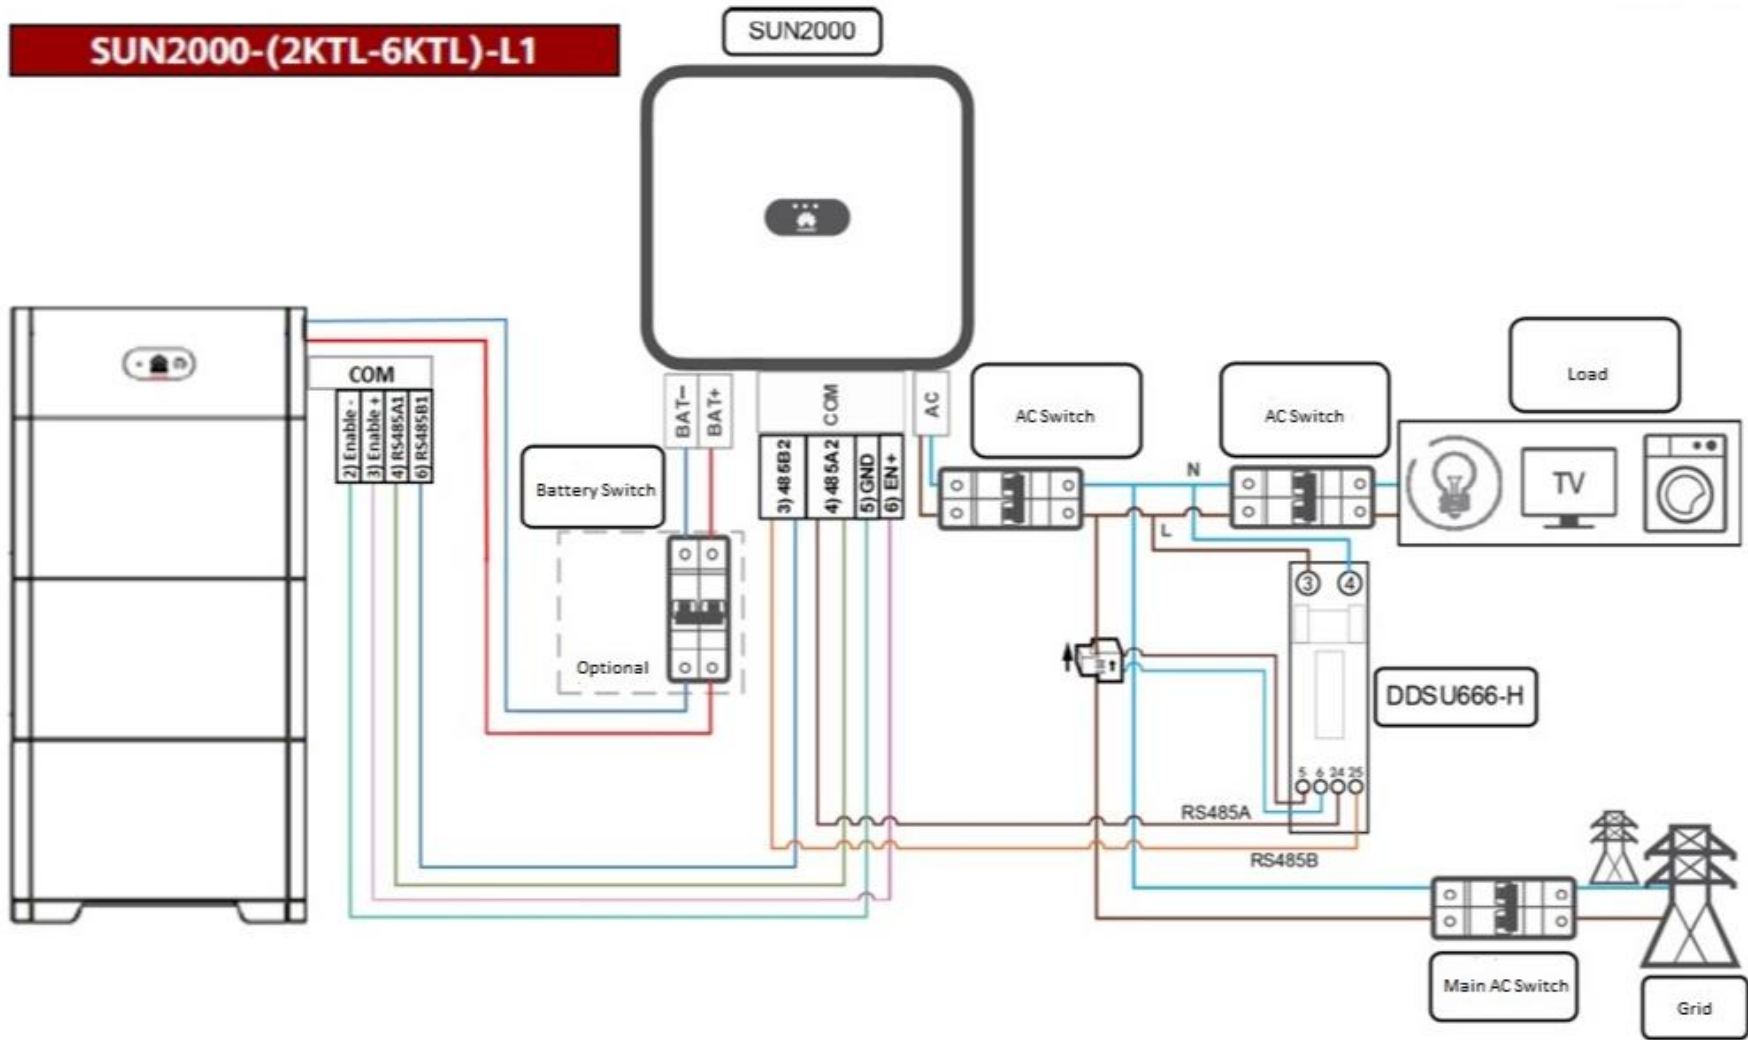 SUN2000-(2KTL-6KTL)-L1
SUN2000
COM
2) Enable -
3) Enable +
4) RS485A1
6) RS485B1
BAT−
BAT+
COM
AC
3) 485B2
4) 485A2
5) GND
6) EN+
Battery Switch
Optional
AC Switch
AC Switch
Load
TV
N
L
3
4
DDSU666-H
5 6 24 25
RS485A
RS485B
Main AC Switch
Grid